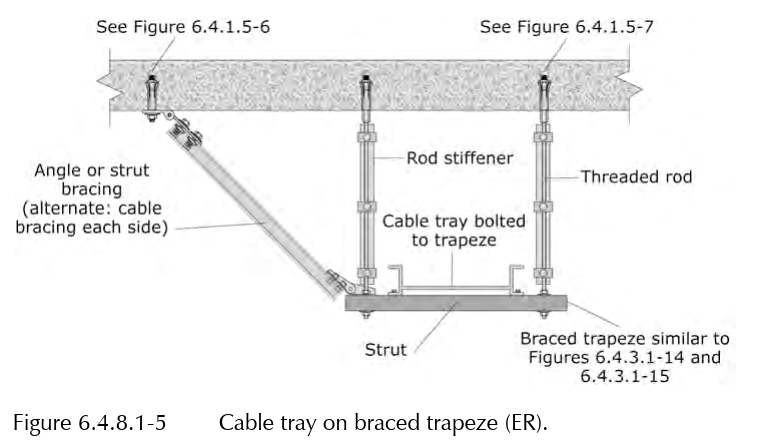 See Figure 6.4.1.5-6
See Figure 6.4.1.5-7
Rod stiffener
Threaded rod
Angle or strut
bracing
(alternate: cable
bracing each side)
Cable tray bolted
to trapeze
Strut
Braced trapeze similar to
Figures 6.4.3.1-14 and
6.4.3.1-15
Figure 6.4.8.1-5 Cable tray on braced trapeze (ER).